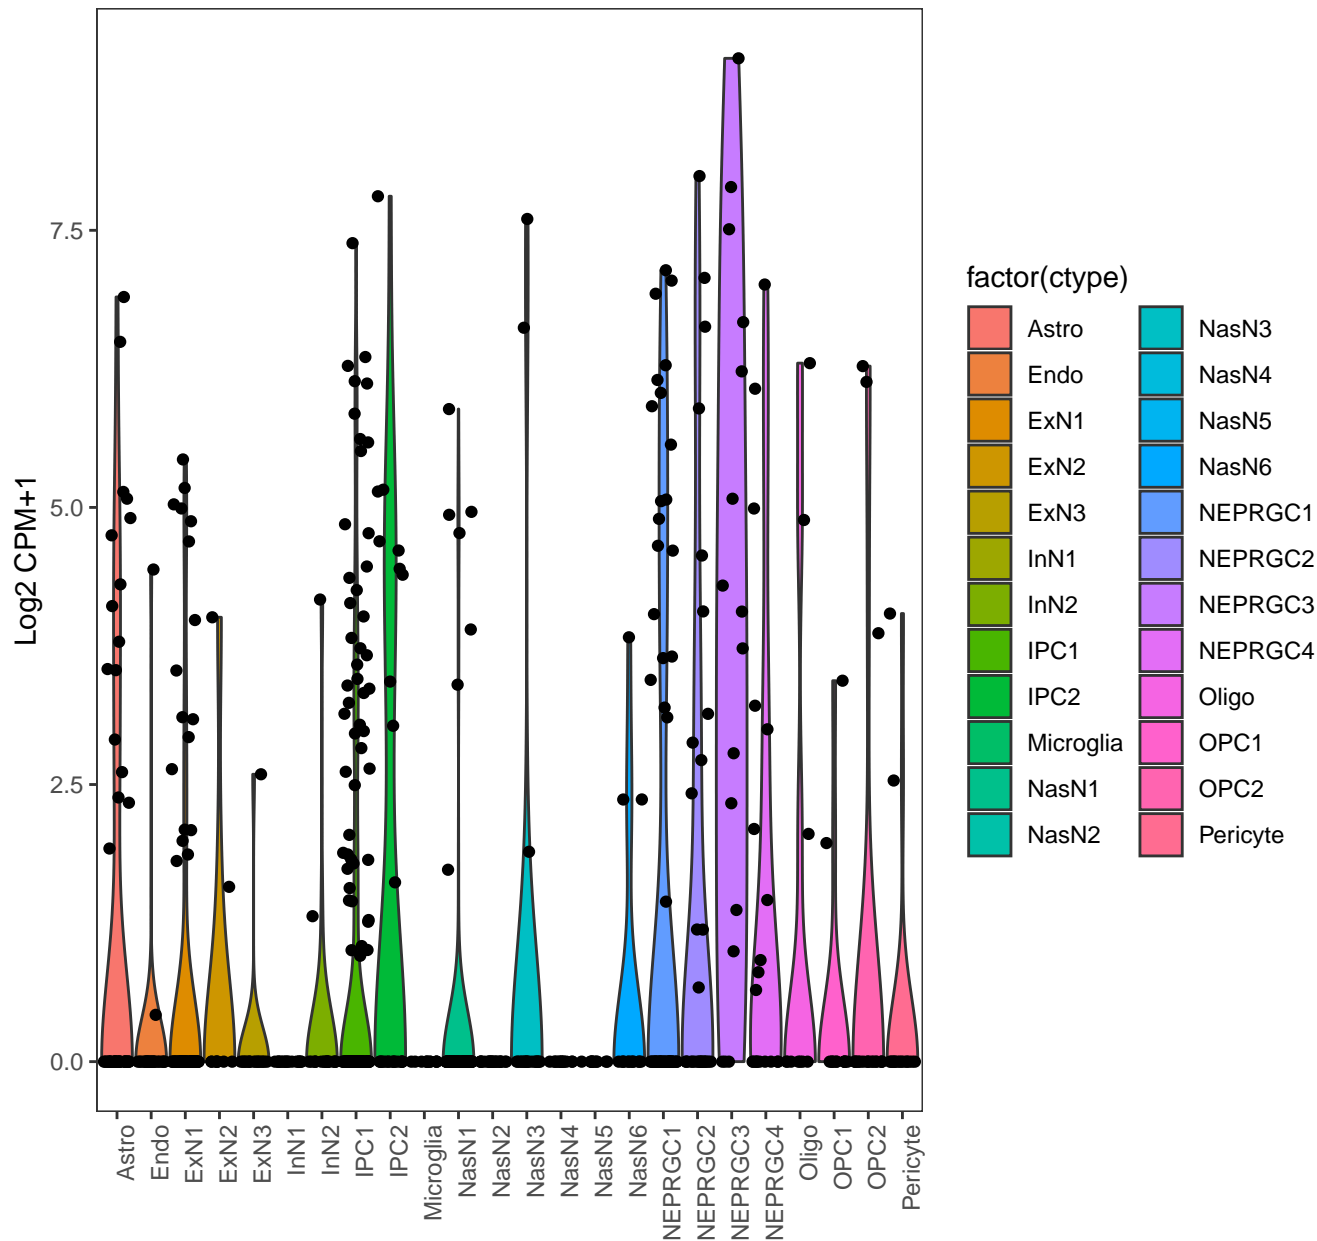 Log2 CPM+1
7.5
5.0
2.5
0.0
Astro
Endo
ExN1
ExN2
ExN3
InN1
InN2
IPC1
IPC2
Microglia
NasN1
NasN2
NasN3
NasN4
NasN5
NasN6
NEPRGC1
NEPRGC2
NEPRGC3
NEPRGC4
Oligo
OPC1
OPC2
Pericyte
factor(ctype)
Astro
Endo
ExN1
ExN2
ExN3
InN1
InN2
IPC1
IPC2
Microglia
NasN1
NasN2
NasN3
NasN4
NasN5
NasN6
NEPRGC1
NEPRGC2
NEPRGC3
NEPRGC4
Oligo
OPC1
OPC2
Pericyte